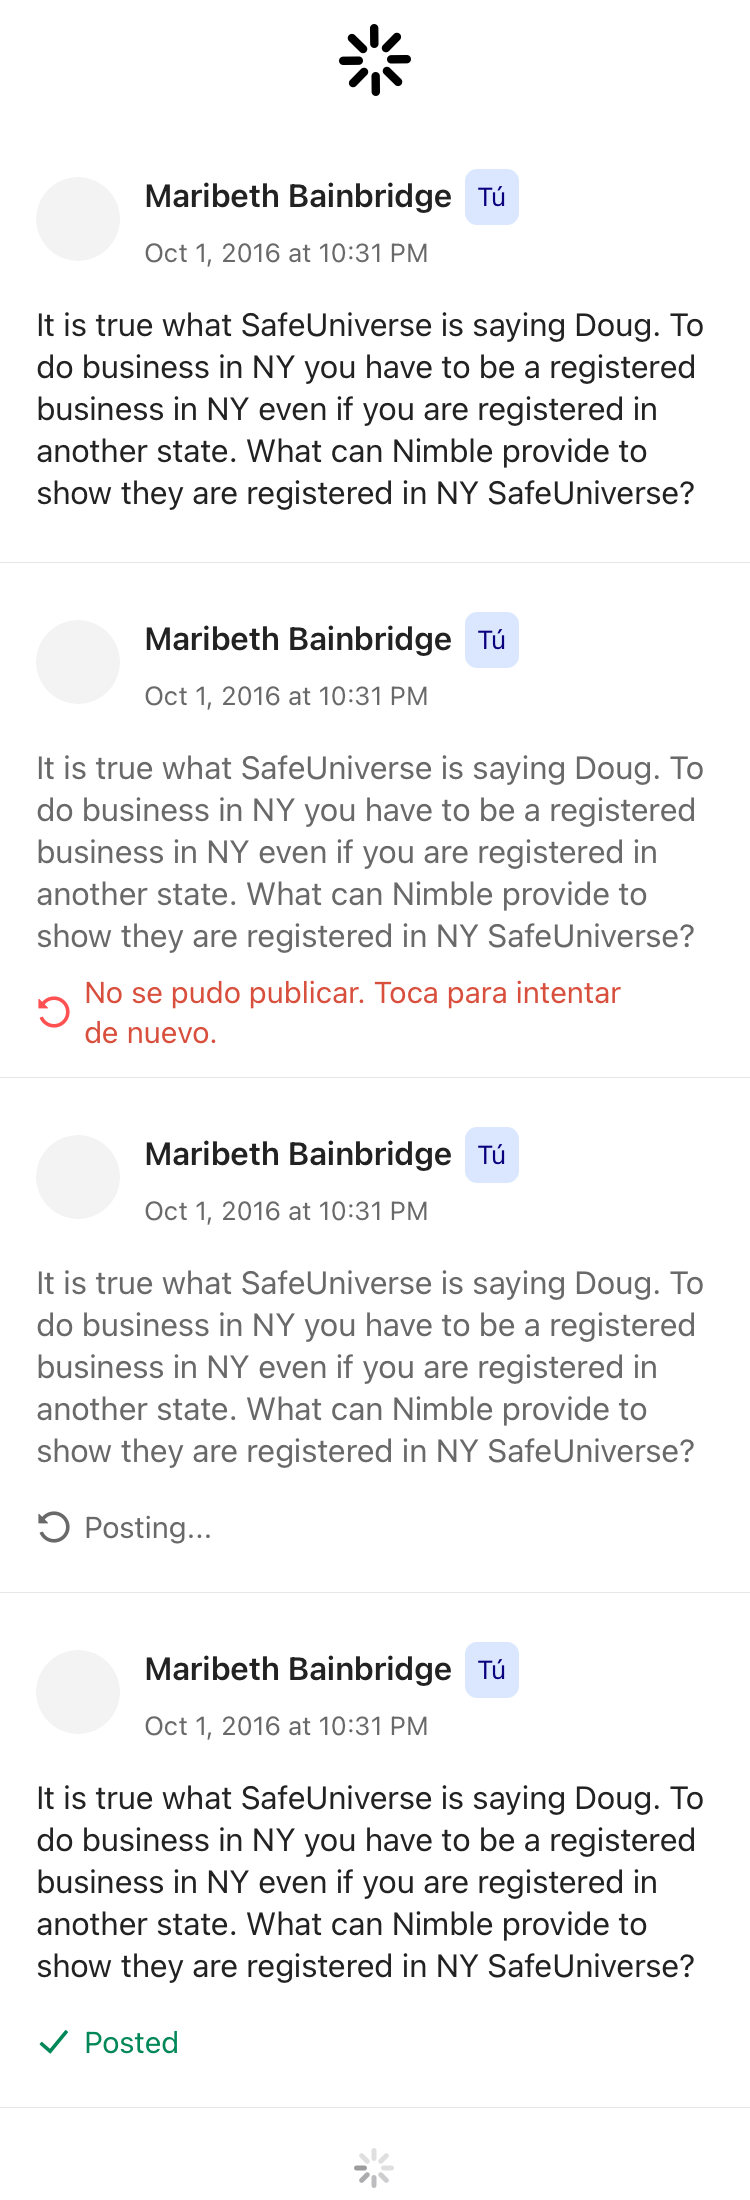 Maribeth Bainbridge Tú
Oct 1, 2016 at 10:31 PM
It is true what SafeUniverse is saying Doug. To
do business in NY you have to be a registered
business in NY even if you are registered in
another state. What can Nimble provide to
show they are registered in NY SafeUniverse?
Maribeth Bainbridge Tú
Oct 1, 2016 at 10:31 PM
It is true what SafeUniverse is saying Doug. To
do business in NY you have to be a registered
business in NY even if you are registered in
another state. What can Nimble provide to
show they are registered in NY SafeUniverse?
No se pudo publicar. Toca para intentar
de nuevo.
Maribeth Bainbridge Tú
Oct 1, 2016 at 10:31 PM
It is true what SafeUniverse is saying Doug. To
do business in NY you have to be a registered
business in NY even if you are registered in
another state. What can Nimble provide to
show they are registered in NY SafeUniverse?
Posting...
Maribeth Bainbridge Tú
Oct 1, 2016 at 10:31 PM
It is true what SafeUniverse is saying Doug. To
do business in NY you have to be a registered
business in NY even if you are registered in
another state. What can Nimble provide to
show they are registered in NY SafeUniverse?
Posted